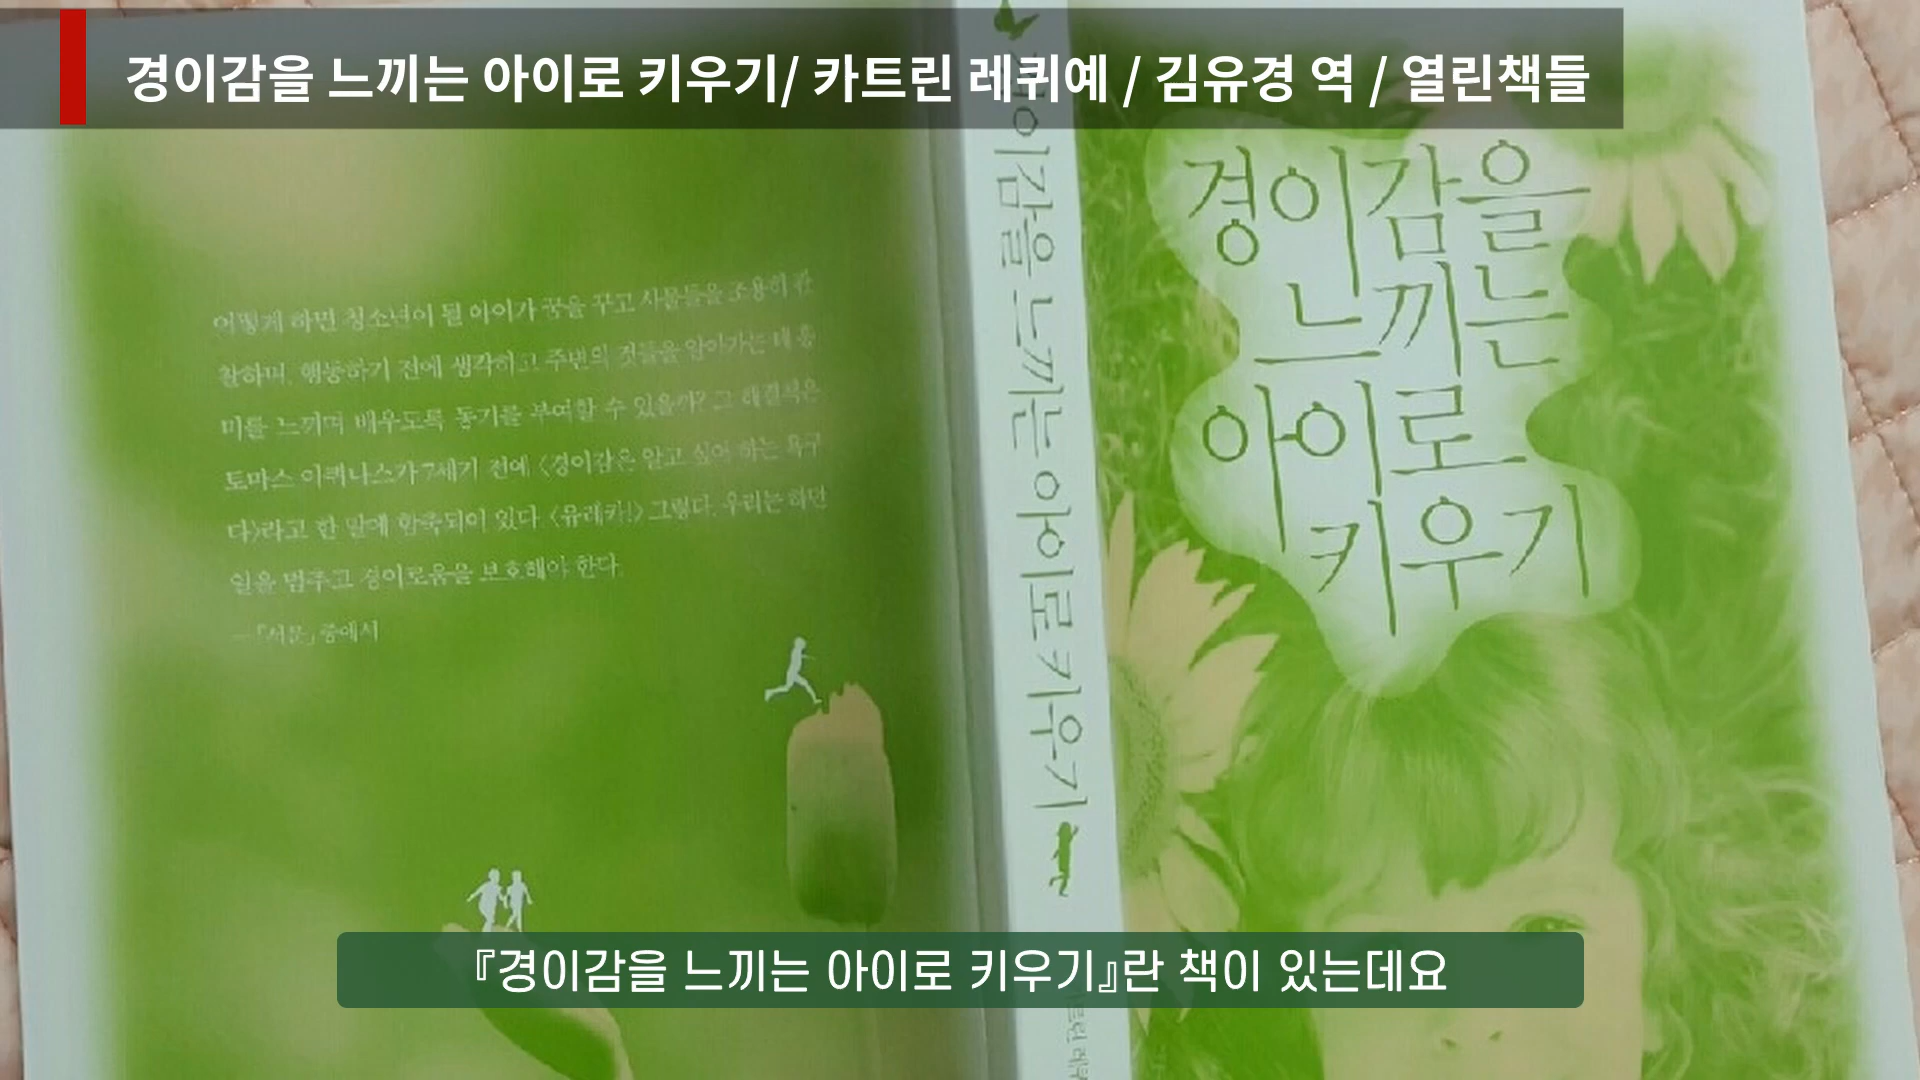 경이감을 느끼는 아이로 키우기/ 카트린 레퀴예 / 김유경 역 / 열린책들
어떻게 하면 청소년이 될 아이가 꿈을 꾸고 사물들을 조용히 관
찰하며, 행동하기 전에 생각하고 주변의 것들을 알아가는 데 흥
미를 느끼며 배우도록 동기를 부여할 수 있을까? 그 해결책은
토마스 아퀴나스가 7세기 전에 〈경이감은 알고 싶어 하는 욕구
다〉라고 한 말에 함축되어 있다. 〈유레카!〉 그렇다. 우리는 하던
일을 멈추고 경이로움을 보호해야 한다.
—「서문」 중에서
경이감을 느끼는 아이로 키우기
경이감을
느끼는
아이로
키우기
『경이감을 느끼는 아이로 키우기』란 책이 있는데요